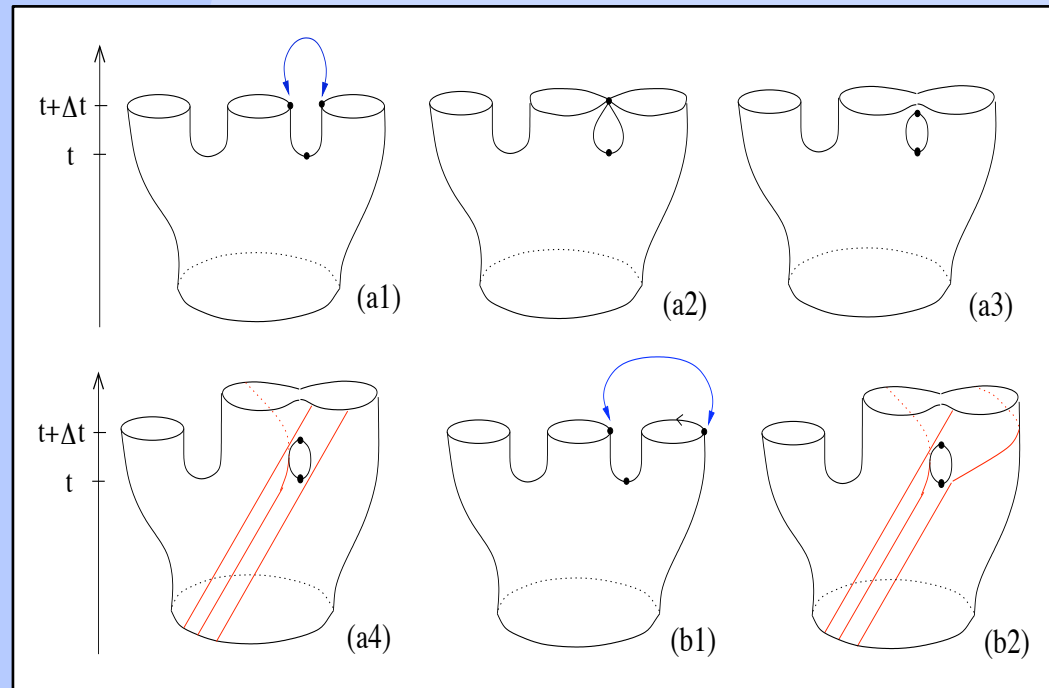 t+Δt
t
(a1)
(a2)
(a3)
t+Δt
t
(a4)
(b1)
(b2)